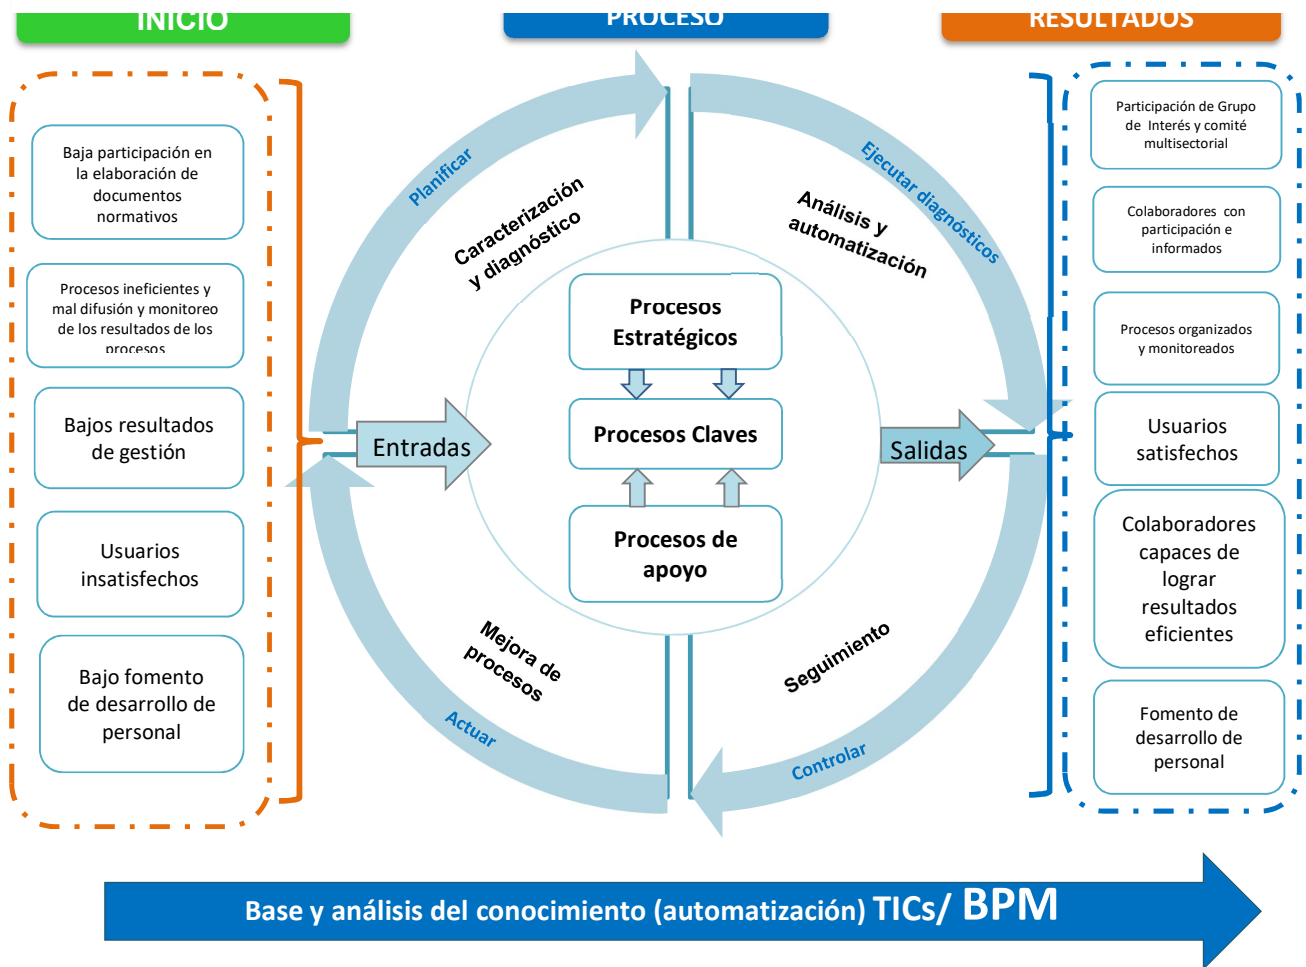 INICIO
PROCESO
RESULTADOS
Baja participación en
la elaboración de
documentos
normativos
Procesos ineficientes y
mal difusión y monitoreo
de los resultados de los
procesos
Bajos resultados
de gestión
Usuarios
insatisfechos
Bajo fomento
de desarrollo de
personal
Planificar
Caracterización
y diagnóstico
Ejecutar diagnósticos
Análisis y
automatización
Procesos
Estratégicos
Entradas
Procesos Claves
Salidas
Procesos de
apoyo
Mejora de
procesos
Actuar
Seguimiento
Controlar
Participación de Grupo
de Interés y comité
multisectorial
Colaboradores con
participación e
informados
Procesos organizados
y monitoreados
Usuarios
satisfechos
Colaboradores
capaces de
lograr
resultados
eficientes
Fomento de
desarrollo de
personal
Base y análisis del conocimiento (automatización) TICs/ BPM